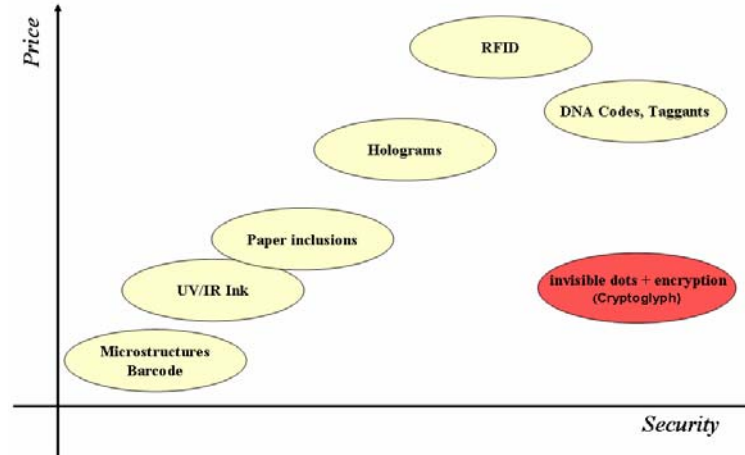 Price
RFID
DNA Codes, Taggants
Holograms
Paper inclusions
UV/IR Ink
invisible dots + encryption
(Cryptoglyph)
Microstructures
Barcode
Security